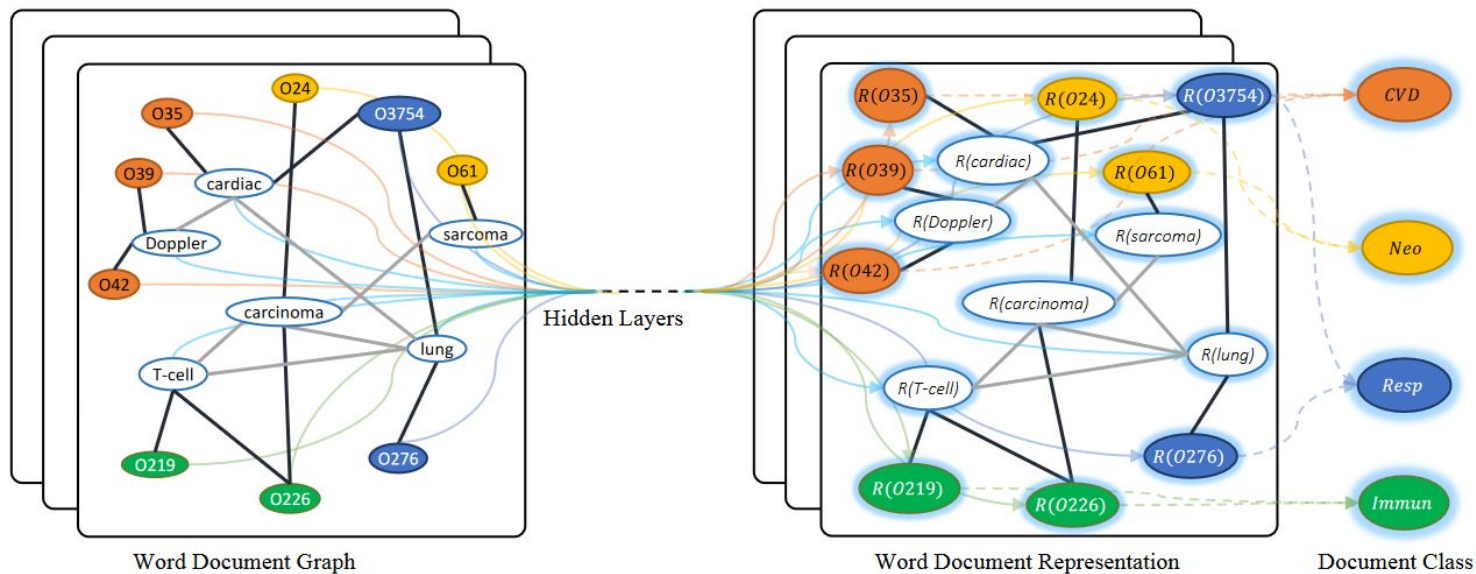 O24
O35
O3754
O39
O61
cardiac
Doppler
sarcoma
O42
carcinoma
lung
T-cell
O219
O276
O226
Word Document Graph
Hidden Layers
R(O35)
R(O24)
R(O3754)
R(O39)
R(cardiac)
R(O61)
R(Doppler)
R(sarcoma)
R(O42)
R(carcinoma)
R(lung)
R(T-cell)
R(O276)
R(O219)
R(O226)
Word Document Representation
CVD
Neo
Resp
Immun
Document Class